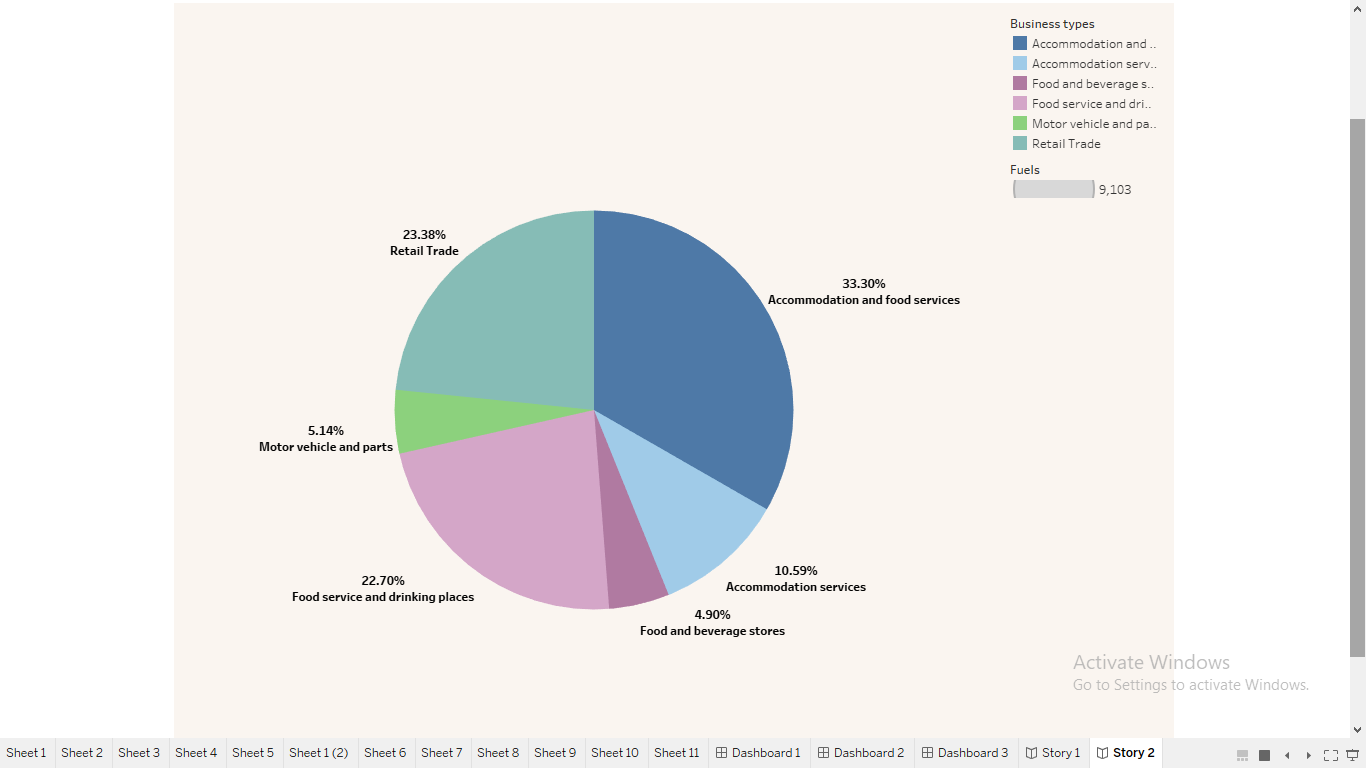 Business types
Accommodation and ..
Accommodation serv..
Food and beverage s..
Food service and dri..
Motor vehicle and pa..
Retail Trade
Fuels
9,103
23.38%
Retail Trade
33.30%
Accommodation and food services
5.14%
Motor vehicle and parts
10.59%
Accommodation services
22.70%
Food service and drinking places
4.90%
Food and beverage stores
Activate Windows
Go to Settings to activate Windows.
Sheet 1 Sheet 2 Sheet 3 Sheet 4 Sheet 5 Sheet 1 (2) Sheet 6 Sheet 7 Sheet 8 Sheet 9 Sheet 10 Sheet 11 Dashboard 1 Dashboard 2 Dashboard 3 Story 1 Story 2